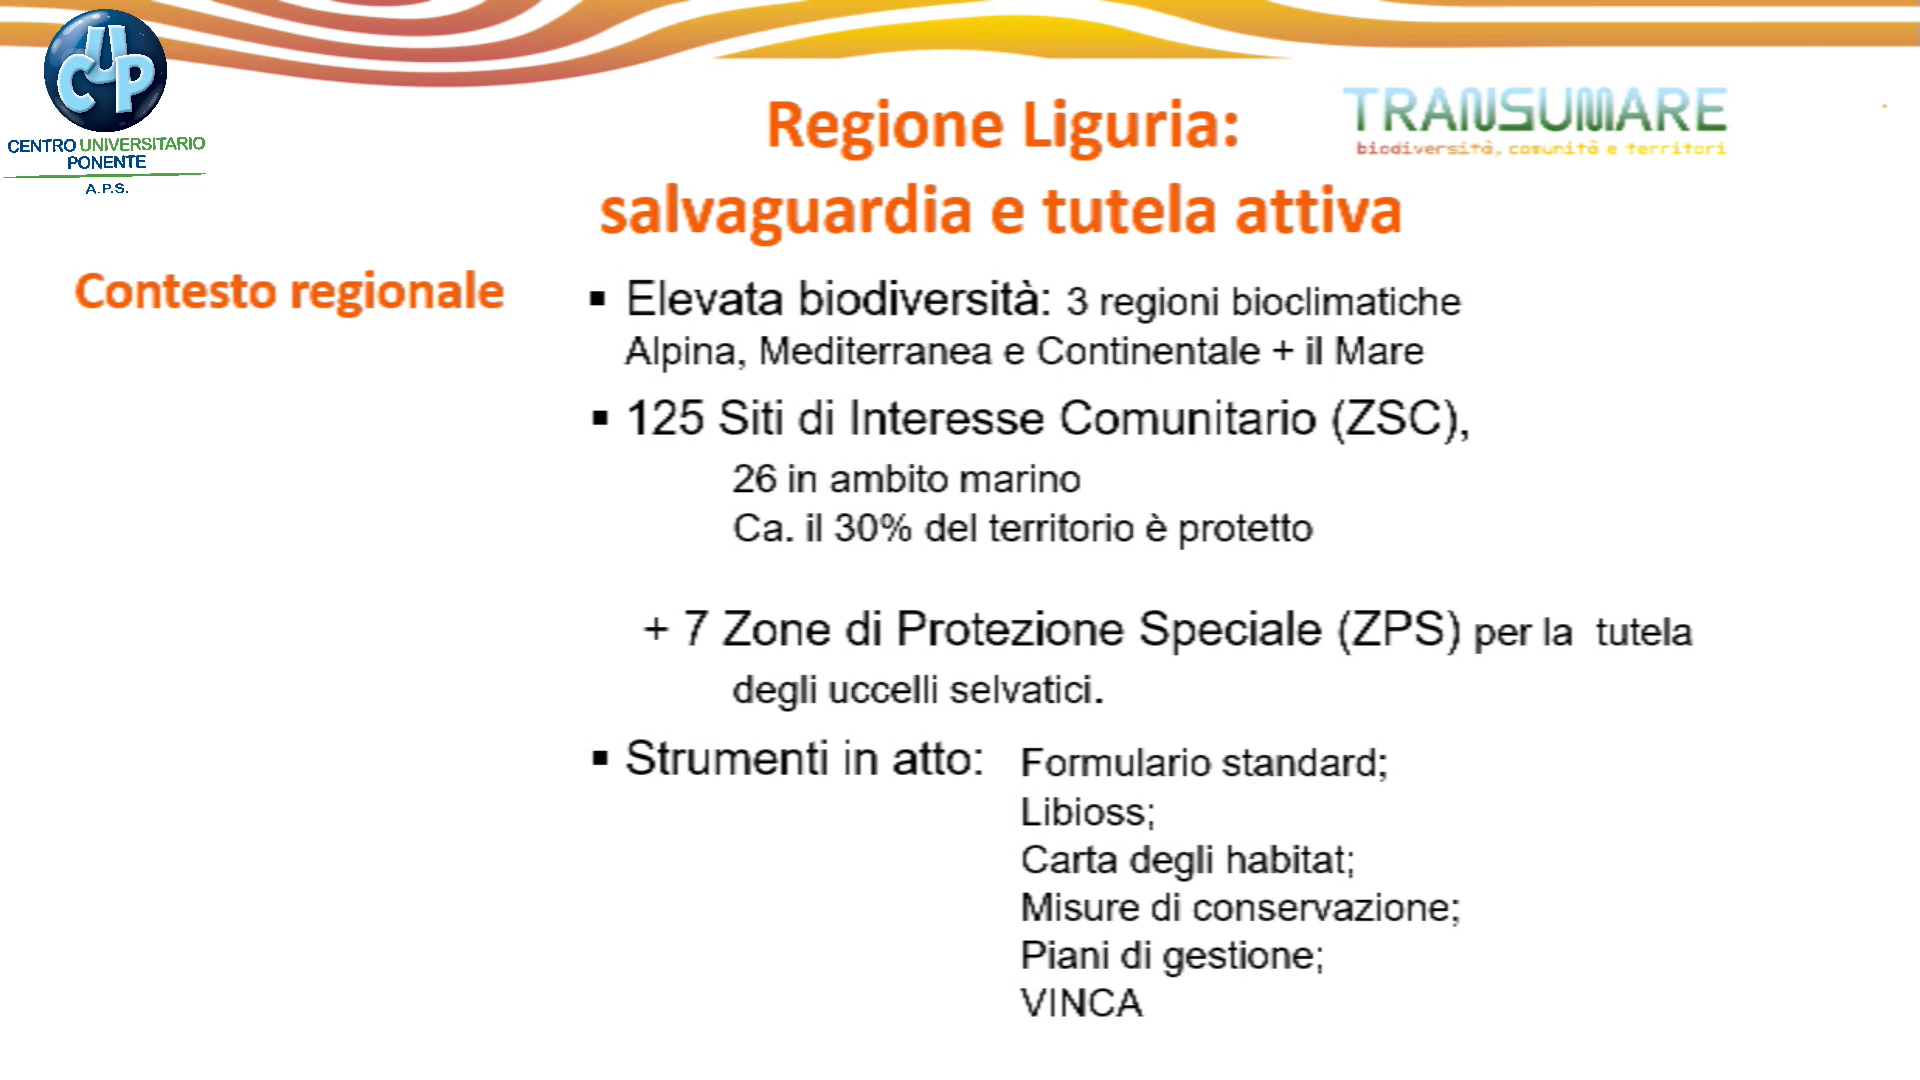 CUP
CENTRO UNIVERSITARIO
PONENTE
A.P.S.
TRANSUMARE
biodiversità, comunità e territori
Regione Liguria:
salvaguardia e tutela attiva
Contesto regionale
▪ Elevata biodiversità: 3 regioni bioclimatiche
Alpina, Mediterranea e Continentale + il Mare
▪ 125 Siti di Interesse Comunitario (ZSC),
26 in ambito marino
Ca. il 30% del territorio è protetto
+ 7 Zone di Protezione Speciale (ZPS) per la tutela
degli uccelli selvatici.
▪ Strumenti in atto: Formulario standard;
Libioss;
Carta degli habitat;
Misure di conservazione;
Piani di gestione;
VINCA